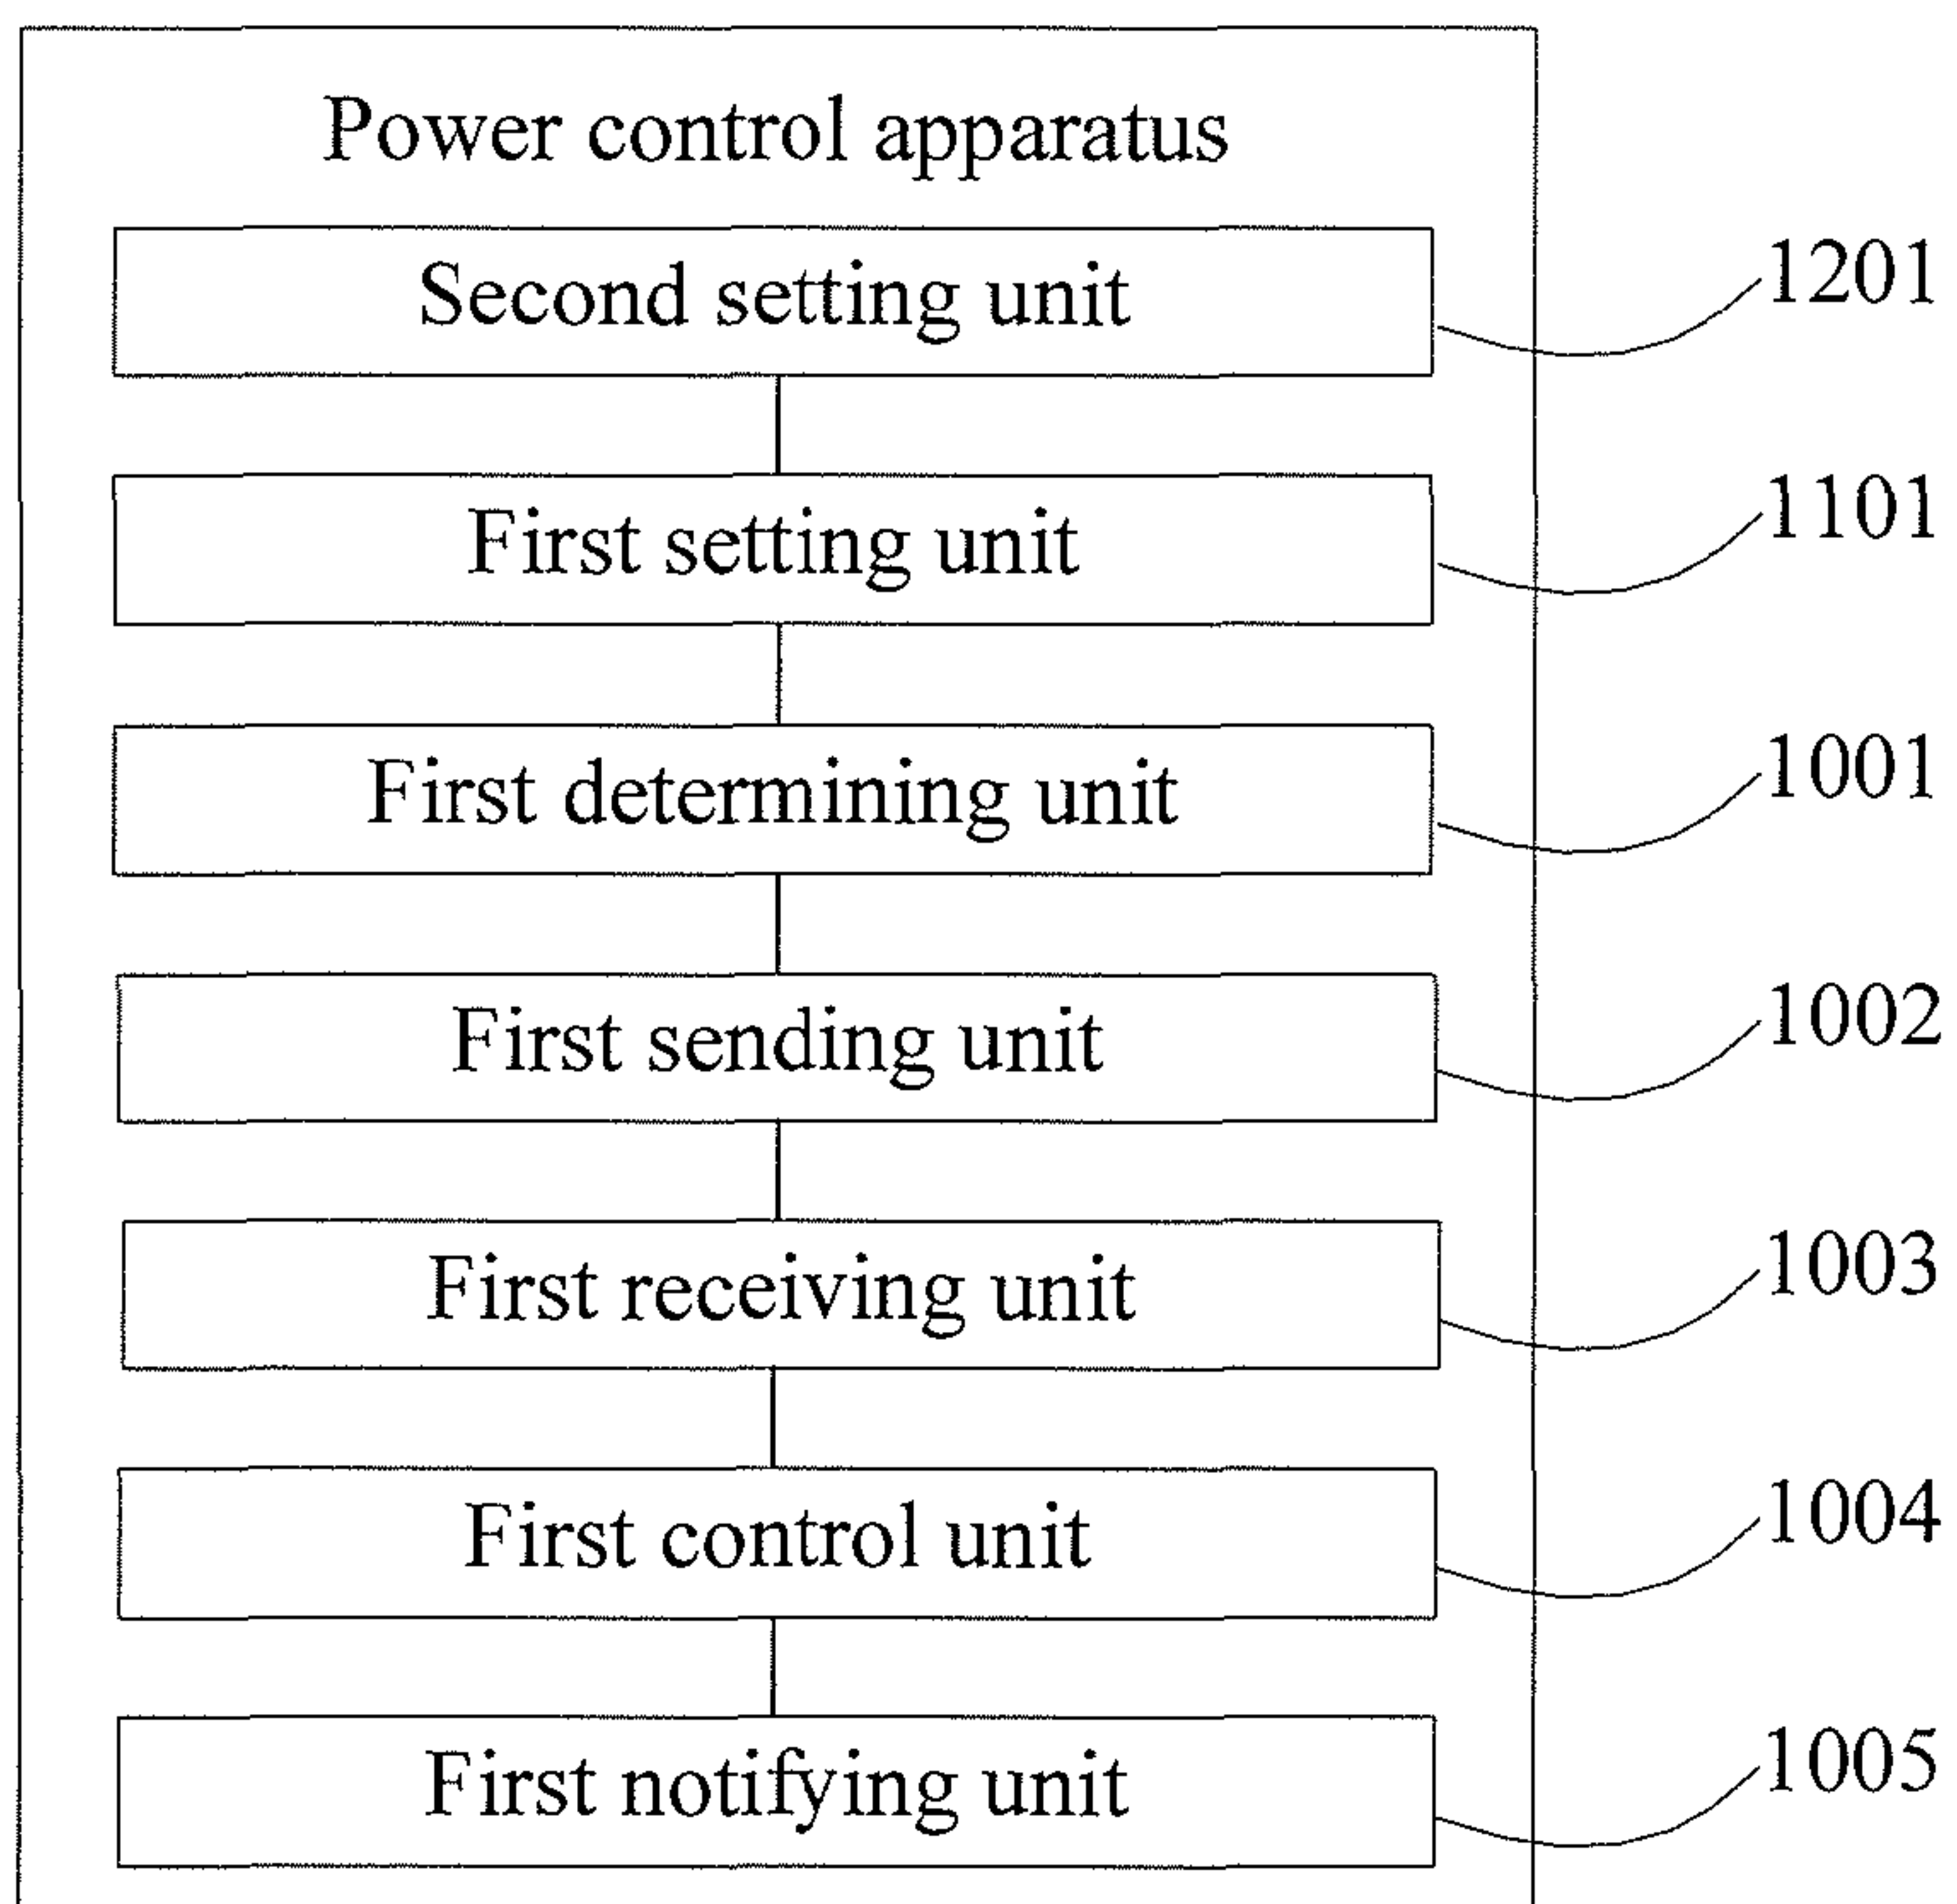 Power control apparatus
Second setting unit
1201
First setting unit
1101
First determining unit
1001
First sending unit
1002
First receiving unit
1003
First control unit
1004
First notifying unit
1005